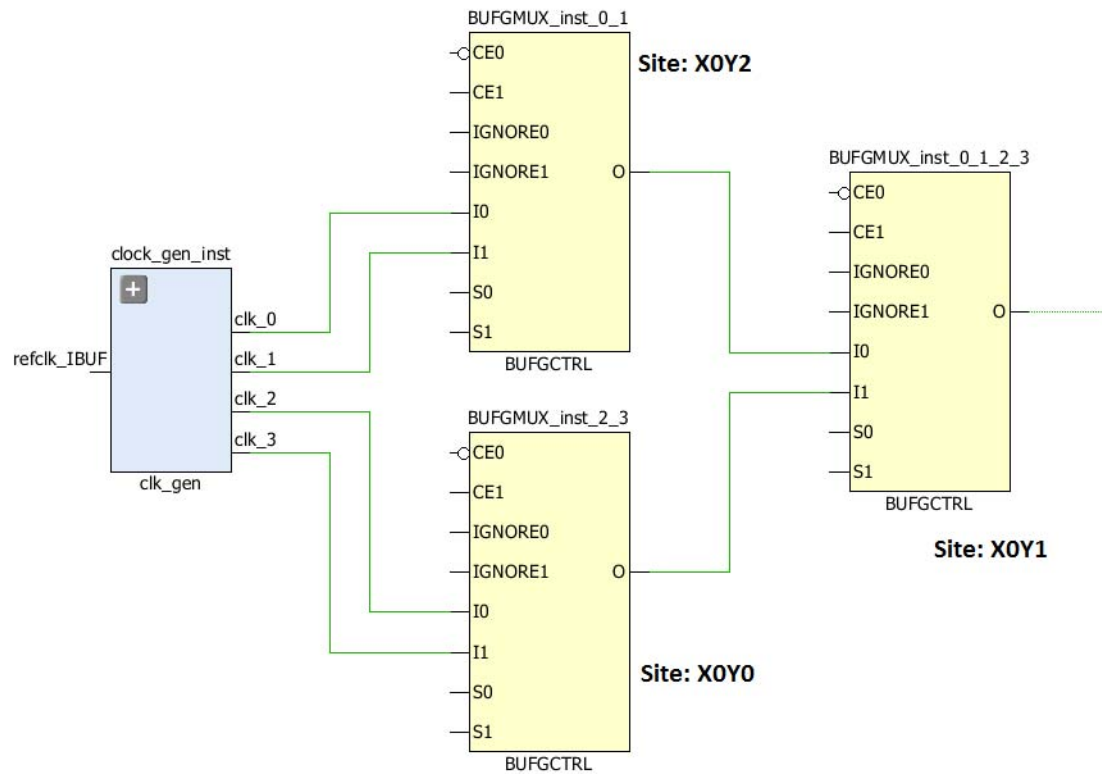 BUFGMUX_inst_0_1
CE0
CE1
IGNORE0
IGNORE1
O
I0
I1
S0
S1
BUFGCTRL
Site: X0Y2
clock_gen_inst
+
refclk_IBUF
clk_0
clk_1
clk_2
clk_3
clk_gen
BUFGMUX_inst_2_3
CE0
CE1
IGNORE0
IGNORE1
O
I0
I1
S0
S1
BUFGCTRL
Site: X0Y0
BUFGMUX_inst_0_1_2_3
CE0
CE1
IGNORE0
IGNORE1
O
I0
I1
S0
S1
BUFGCTRL
Site: X0Y1